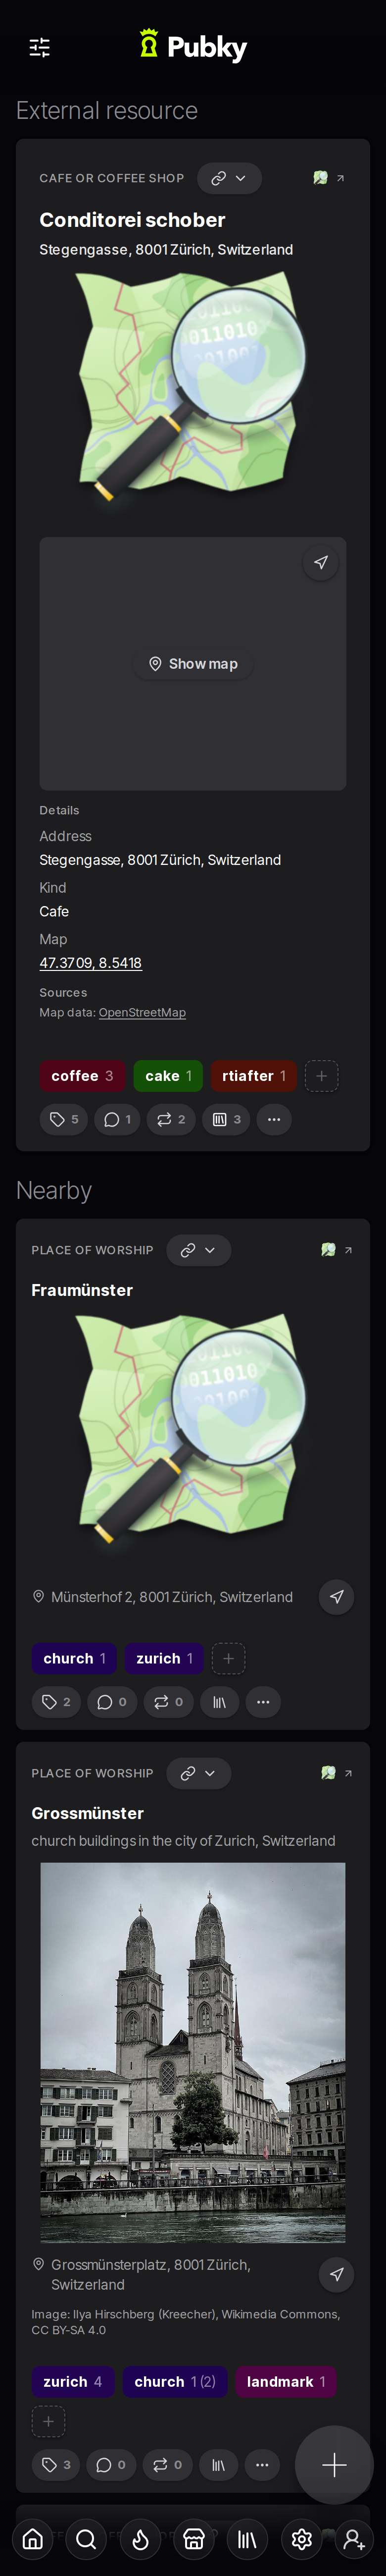 Pubky
External resource
CAFE OR COFFEE SHOP
Conditorei schober
Stegengasse, 8001 Zürich, Switzerland
011010
Show map
Details
Address
Stegengasse, 8001 Zürich, Switzerland
Kind
Cafe
Map
47.3709, 8.5418
Sources
Map data: OpenStreetMap
coffee 3
cake 1
rtiafter 1
5
1
2
3
Nearby
PLACE OF WORSHIP
Fraumünster
011010
Münsterhof 2, 8001 Zürich, Switzerland
church 1
zurich 1
2
0
0
PLACE OF WORSHIP
Grossmünster
church buildings in the city of Zurich, Switzerland
Grossmünsterplatz, 8001 Zürich,
Switzerland
Image: Ilya Hirschberg (Kreecher), Wikimedia Commons,
CC BY-SA 4.0
zurich 4
church 1 (2)
landmark 1
3
0
0